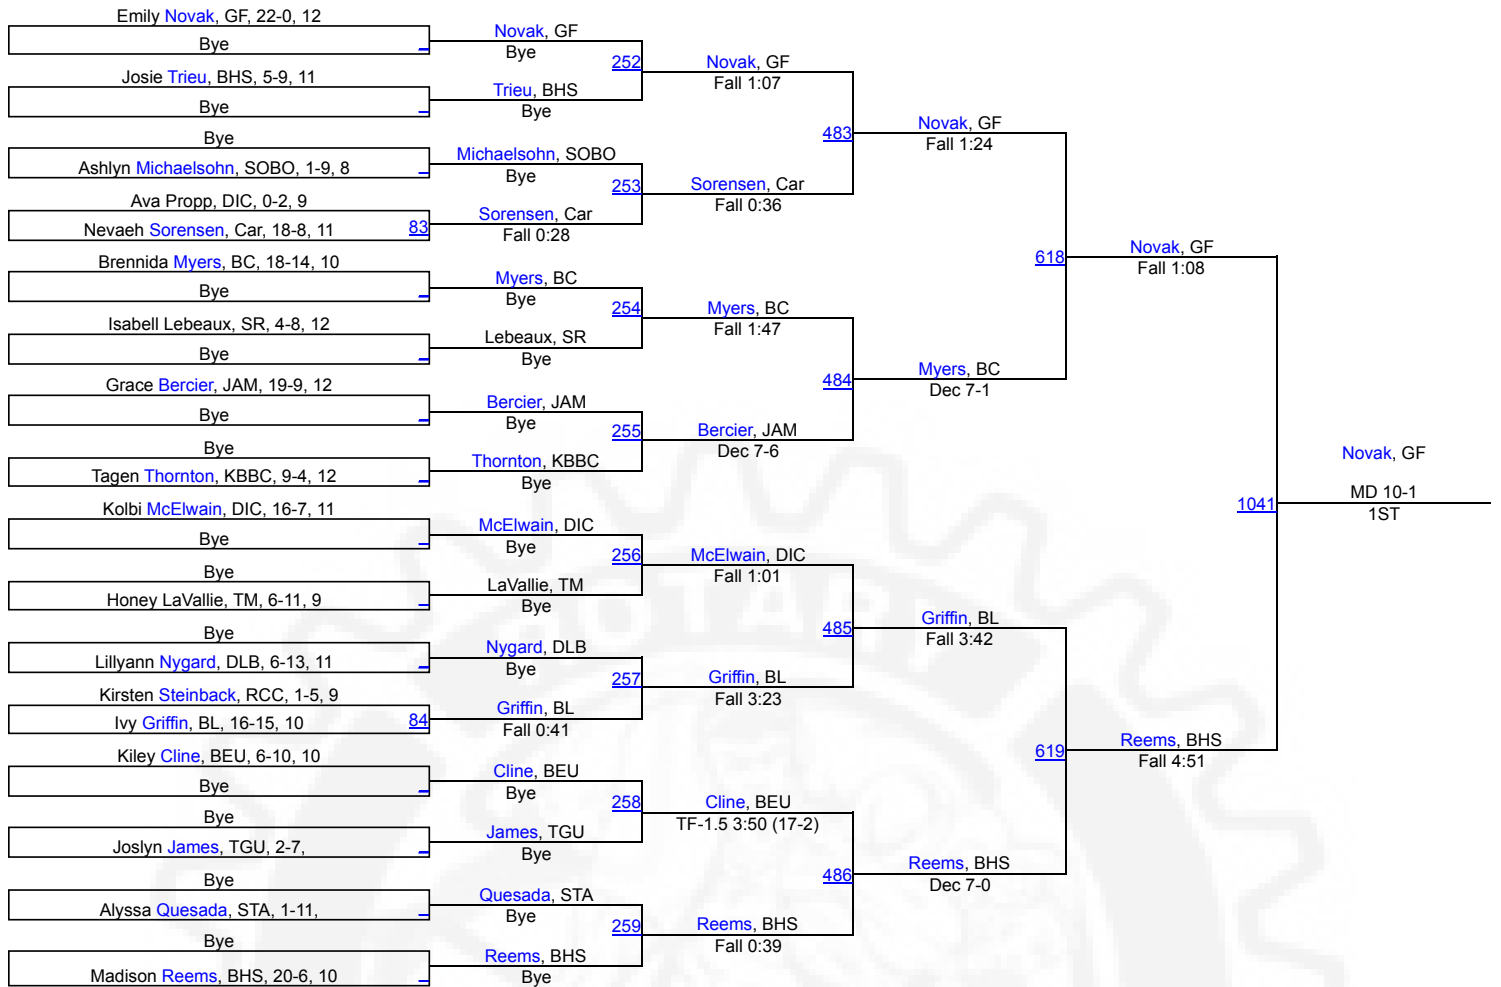 Emily Novak, GF, 22-0, 12
Bye
Josie Trieu, BHS, 5-9, 11
Bye
Bye
Ashlyn Michaelsohn, SOBO, 1-9, 8
Ava Propp, DIC, 0-2, 9
Nevaeh Sorensen, Car, 18-8, 11
83
Brennida Myers, BC, 18-14, 10
Bye
Isabell Lebeaux, SR, 4-8, 12
Bye
Grace Bercier, JAM, 19-9, 12
Bye
Bye
Tagen Thornton, KBBC, 9-4, 12
Kolbi McElwain, DIC, 16-7, 11
Bye
Bye
Honey LaVallie, TM, 6-11, 9
Bye
Lillyann Nygard, DLB, 6-13, 11
Kirsten Steinback, RCC, 1-5, 9
Ivy Griffin, BL, 16-15, 10
84
Kiley Cline, BEU, 6-10, 10
Bye
Bye
Joslyn James, TGU, 2-7,
Bye
Alyssa Quesada, STA, 1-11,
Bye
Madison Reems, BHS, 20-6, 10
Novak, GF
Bye
252
Trieu, BHS
Bye
Michaelsohn, SOBO
Bye
253
Sorensen, Car
Fall 0:28
Myers, BC
Bye
254
Lebeaux, SR
Bye
Bercier, JAM
Bye
255
Thornton, KBBC
Bye
McElwain, DIC
Bye
256
LaVallie, TM
Bye
Nygard, DLB
Bye
257
Griffin, BL
Fall 0:41
Cline, BEU
Bye
258
James, TGU
Bye
Quesada, STA
Bye
259
Reems, BHS
Bye
Novak, GF
Fall 1:07
483
Sorensen, Car
Fall 0:36
Myers, BC
Fall 1:47
484
Bercier, JAM
Dec 7-6
McElwain, DIC
Fall 1:01
485
Griffin, BL
Fall 3:23
Cline, BEU
TF-1.5 3:50 (17-2)
486
Reems, BHS
Fall 0:39
Novak, GF
Fall 1:24
618
Myers, BC
Dec 7-1
Griffin, BL
Fall 3:42
619
Reems, BHS
Dec 7-0
Novak, GF
Fall 1:08
1041
Reems, BHS
Fall 4:51
Novak, GF
MD 10-1
1ST